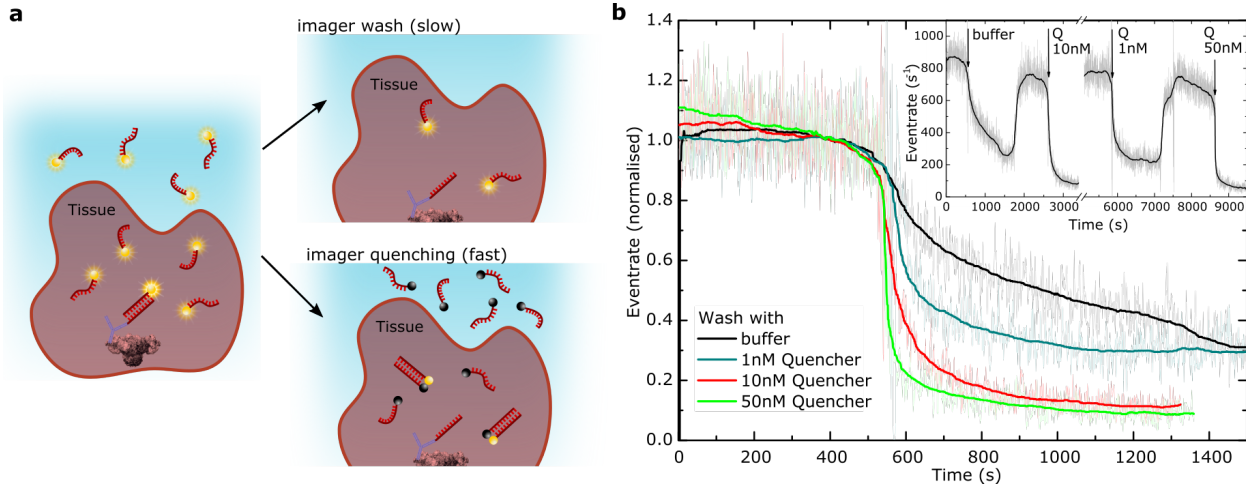 a
imager wash (slow)
Tissue
Tissue
imager quenching (fast)
Tissue
b
Eventrate (normalised)
1.4
1.2
1.0
0.8
0.6
0.4
0.2
0.0
0 200 400 600 800 1000 1200 1400
Time (s)
Wash with
buffer
1nM Quencher
10nM Quencher
50nM Quencher
Eventrate (s-1)
1000
800
600
400
200
0
buffer
Q
10nM
Q
1nM
Q
50nM
0 1000 2000 3000 6000 7000 8000 9000
Time (s)